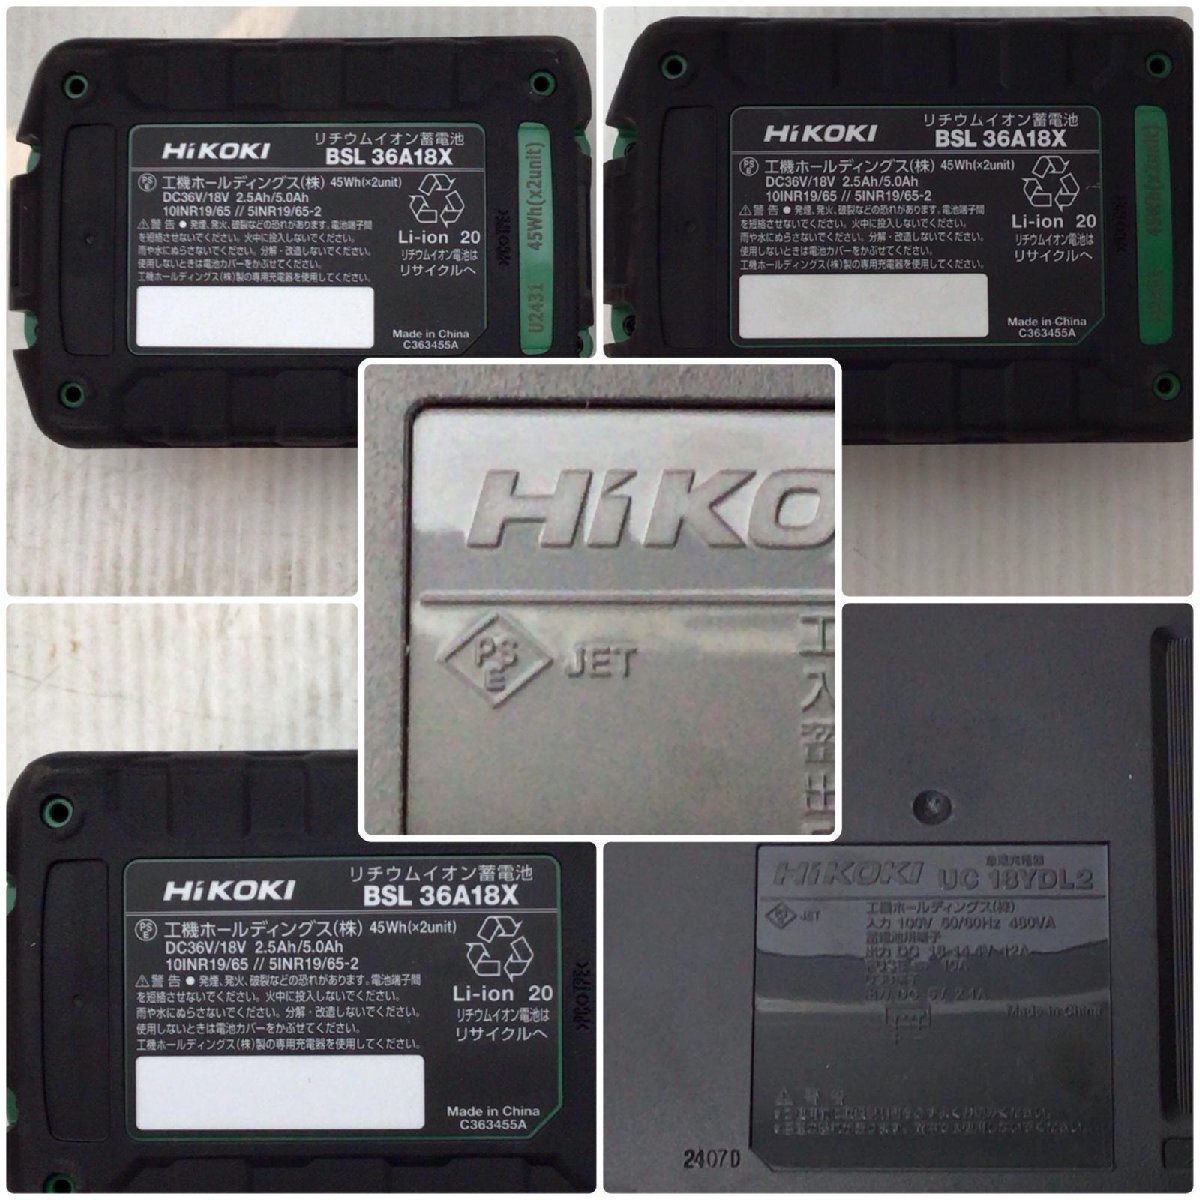 HiKOKI
リチウムイオン蓄電池
BSL 36A18X
PSE 工機ホールディングス(株) 45Wh(×2unit)
DC36V/18V 2.5Ah/5.0Ah
10INR19/65 // 5INR19/65-2
⚠警告 ● 発煙、発火、破裂などの恐れがあります。電池端子間
を短絡させないでください。火中に投入しないでください。
雨や水にぬらさないでください。分解・改造しないでください。
使用しないときは電池カバーをかぶせてください。
工機ホールディングス(株)製の専用充電器を使用してください。
Li-ion 20
リチウムイオン電池は
リサイクルへ
Made in China
C363455A
U2431 45Wh(×2unit)
HiKOKI
リチウムイオン蓄電池
BSL 36A18X
PSE 工機ホールディングス(株) 45Wh(×2unit)
DC36V/18V 2.5Ah/5.0Ah
10INR19/65 // 5INR19/65-2
⚠警告 ● 発煙、発火、破裂などの恐れがあります。電池端子間
を短絡させないでください。火中に投入しないでください。
雨や水にぬらさないでください。分解・改造しないでください。
使用しないときは電池カバーをかぶせてください。
工機ホールディングス(株)製の専用充電器を使用してください。
Li-ion 20
リチウムイオン電池は
リサイクルへ
Made in China
C363455A
45Wh(×2unit)
HiKO
PSE JET
工
入
蓄
出
HiKOKI
リチウムイオン蓄電池
BSL 36A18X
PSE 工機ホールディングス(株) 45Wh(×2unit)
DC36V/18V 2.5Ah/5.0Ah
10INR19/65 // 5INR19/65-2
⚠警告 ● 発煙、発火、破裂などの恐れがあります。電池端子間
を短絡させないでください。火中に投入しないでください。
雨や水にぬらさないでください。分解・改造しないでください。
使用しないときは電池カバーをかぶせてください。
工機ホールディングス(株)製の専用充電器を使用してください。
Li-ion 20
リチウムイオン電池は
リサイクルへ
Made in China
C363455A
HiKOKI
急速充電器
UC 18YDL2
PSE JET
工機ホールディングス(株)
入力 100V 50/60Hz 480VA
蓄電池用端子
Made in China
⚠ 警告
2407D